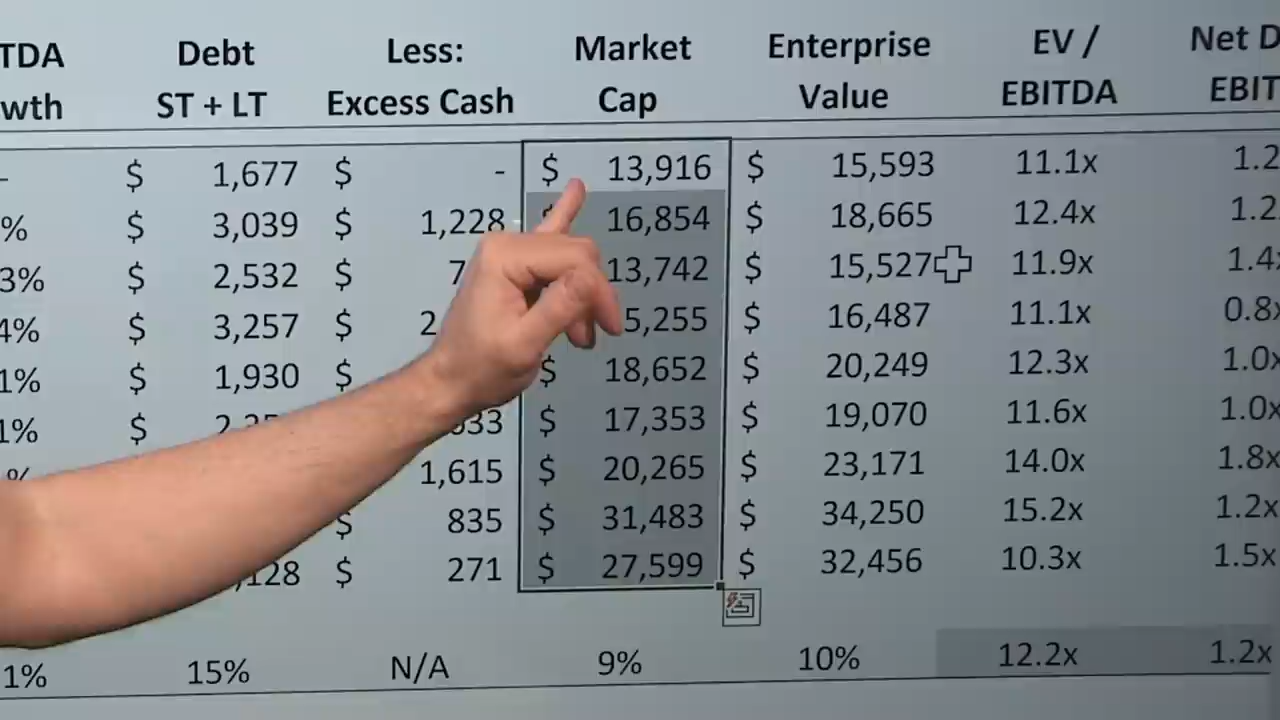 TDA Debt Less: Market Enterprise EV / Net D
wth ST + LT Excess Cash Cap Value EBITDA EBIT
- $ 1,677 $ - $ 13,916 $ 15,593 11.1x 1.2
% $ 3,039 $ 1,228 16,854 $ 18,665 12.4x 1.2
3% $ 2,532 $ 7 13,742 $ 15,527 11.9x 1.4x
4% $ 3,257 $ 2 5,255 $ 16,487 11.1x 0.8x
1% $ 1,930 $ $ 18,652 $ 20,249 12.3x 1.0x
1% $ 33 $ 17,353 $ 19,070 11.6x 1.0x
% 1,615 $ 20,265 $ 23,171 14.0x 1.8x
$ 835 $ 31,483 $ 34,250 15.2x 1.2x
,128 $ 271 $ 27,599 $ 32,456 10.3x 1.5x
1% 15% N/A 9% 10% 12.2x 1.2x